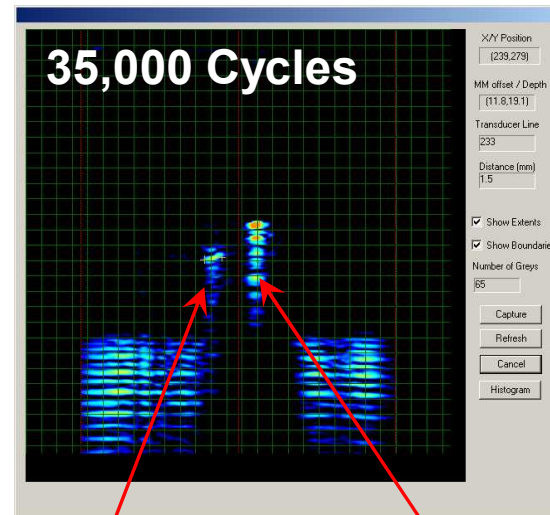 35,000 Cycles
X/Y Position
(239,279)
MM offset / Depth
(11.8,19.1)
Transducer Line
233
Distance (mm)
1.5
Show Extents
Show Boundarie
Number of Greys
65
Capture
Refresh
Cancel
Histogram